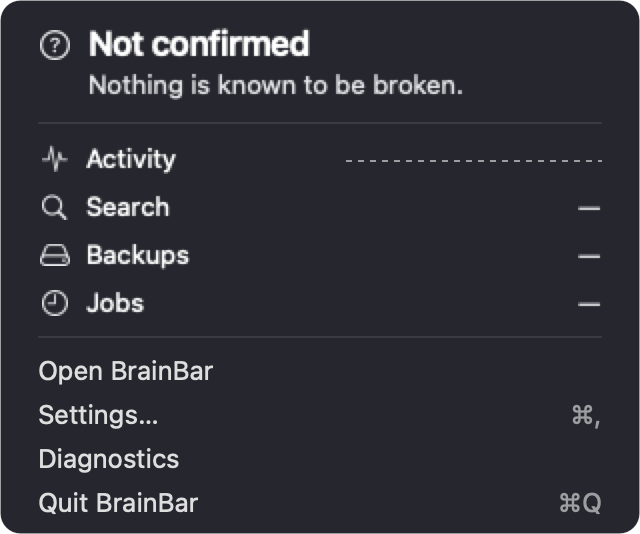 Not confirmed
Nothing is known to be broken.
Activity
Search —
Backups —
Jobs —
Open BrainBar
Settings... ⌘,
Diagnostics
Quit BrainBar ⌘Q